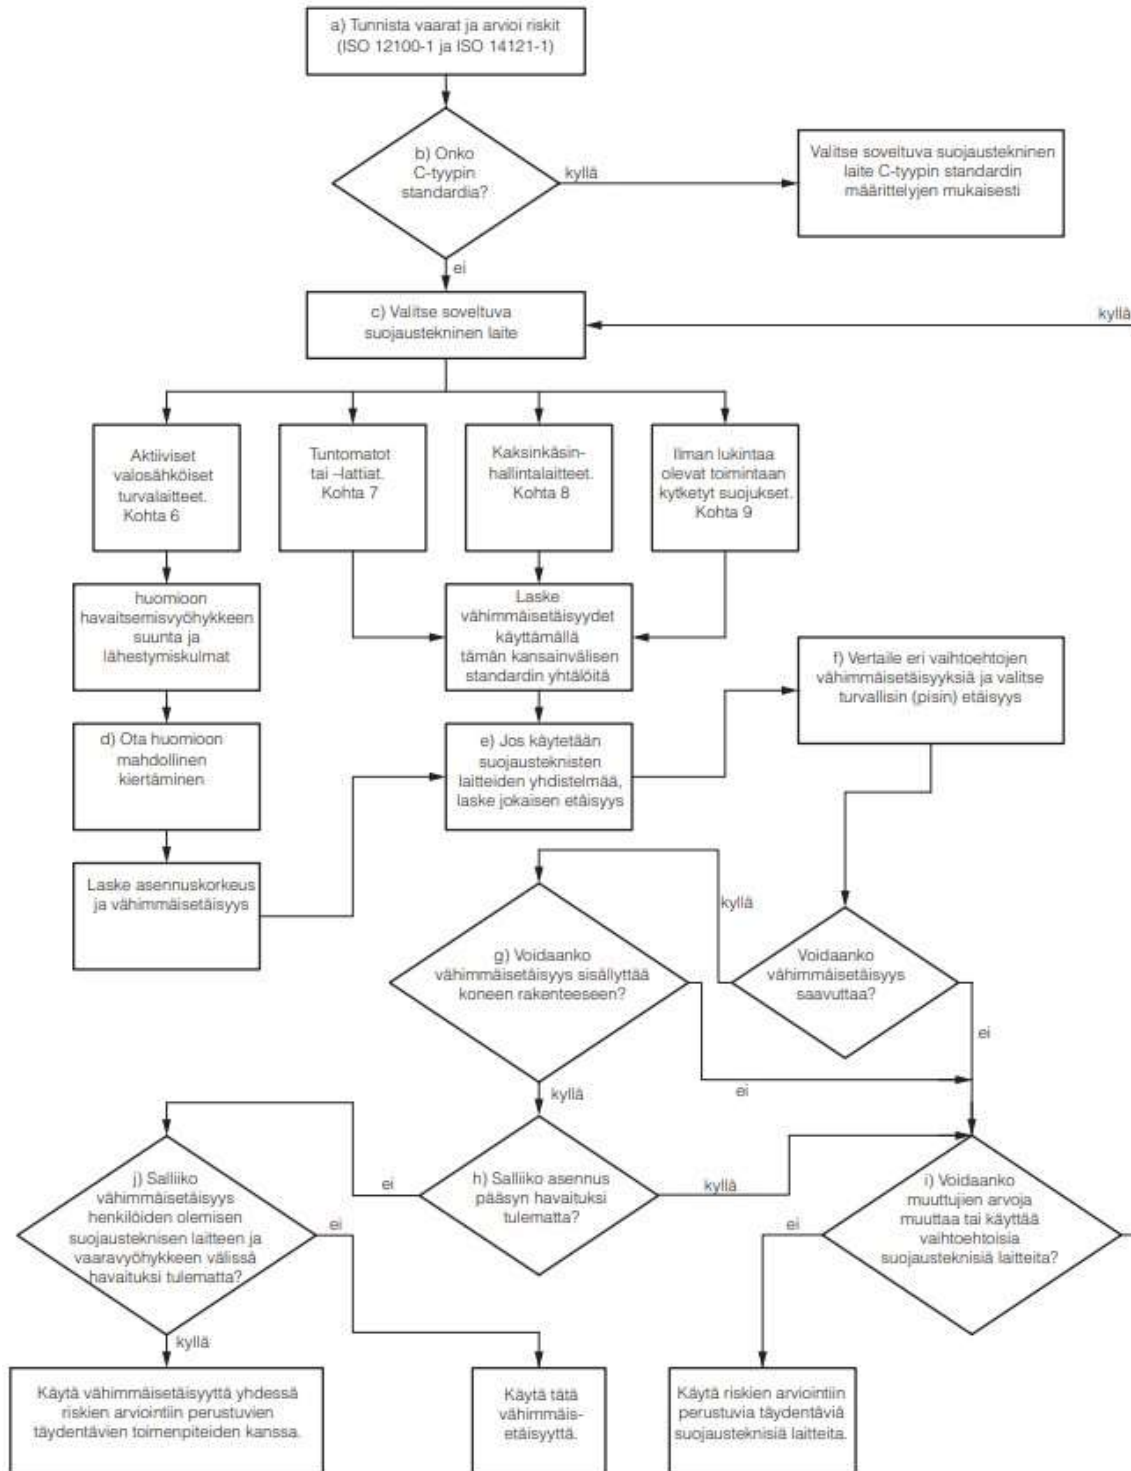 a) Tunnista vaarat ja arvioi riskit
(ISO 12100-1 ja ISO 14121-1)
b) Onko
C-tyypin
standardia?
kyllä
Valitse soveltuva suojaustekninen
laite C-tyypin standardin
määrittelyjen mukaisesti
ei
c) Valitse soveltuva
suojaustekninen laite
kyllä
Aktiiviset
valosähköiset
turvalaitteet.
Kohta 6
Tuntomatot
tai –lattiat.
Kohta 7
Kaksinkäsin-
hallintalaitteet.
Kohta 8
Ilman lukintaa
olevat toimintaan
kytketyt suojukset.
Kohta 9
huomioon
havaitsemisvyöhykkeen
suunta ja
lähestymiskulmat
Laske
vähimmäisetäisyydet
käyttämällä
tämän kansainvälisen
standardin yhtälöitä
f) Vertaile eri vaihtoehtojen
vähimmäisetäisyyksiä ja valitse
turvallisin (pisin) etäisyys
d) Ota huomioon
mahdollinen
kiertäminen
e) Jos käytetään
suojausteknisten
laitteiden yhdistelmää,
laske jokaisen etäisyys
Laske asennuskorkeus
ja vähimmäisetäisyys
kyllä
g) Voidaanko
vähimmäisetäisyys sisällyttää
koneen rakenteeseen?
Voidaanko
vähimmäisetäisyys
saavuttaa?
ei
ei
kyllä
j) Salliiko
vähimmäisetäisyys
henkilöiden olemisen
suojausteknisen laitteen ja
vaaravyöhykkeen välissä
havaituksi tulematta?
ei
h) Salliiko asennus
pääsyn havaituksi
tulematta?
kyllä
i) Voidaanko
muuttujien arvoja
muuttaa tai käyttää
vaihtoehtoisia
suojausteknisiä laitteita?
ei
ei
kyllä
Käytä vähimmäisetäisyyttä yhdessä
riskien arviointiin perustuvien
täydentävien toimenpiteiden kanssa.
Käytä tätä
vähimmäis-
etäisyyttä.
Käytä riskien arviointiin
perustuvia täydentäviä
suojausteknisiä laitteita.